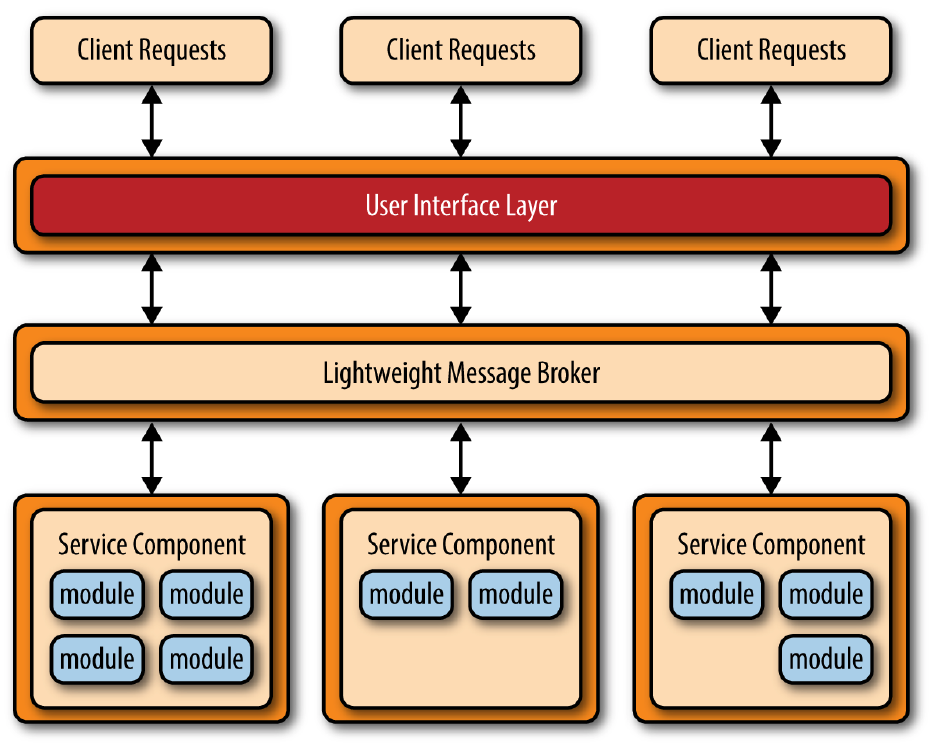 Client Requests
Client Requests
Client Requests
User Interface Layer
Lightweight Message Broker
Service Component
module module
module module
Service Component
module module
Service Component
module module
module